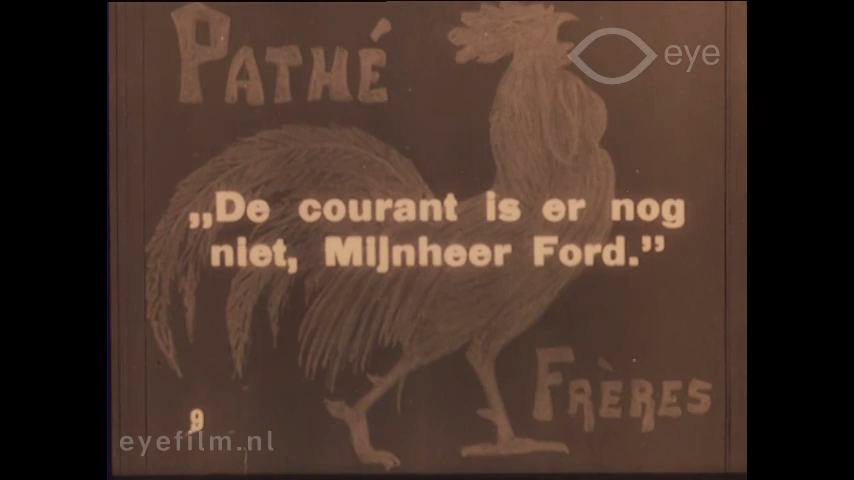 PATHÉ
eye
„De courant is er nog
niet, Mijnheer Ford.”
FRÈRES
9
eyefilm.nl